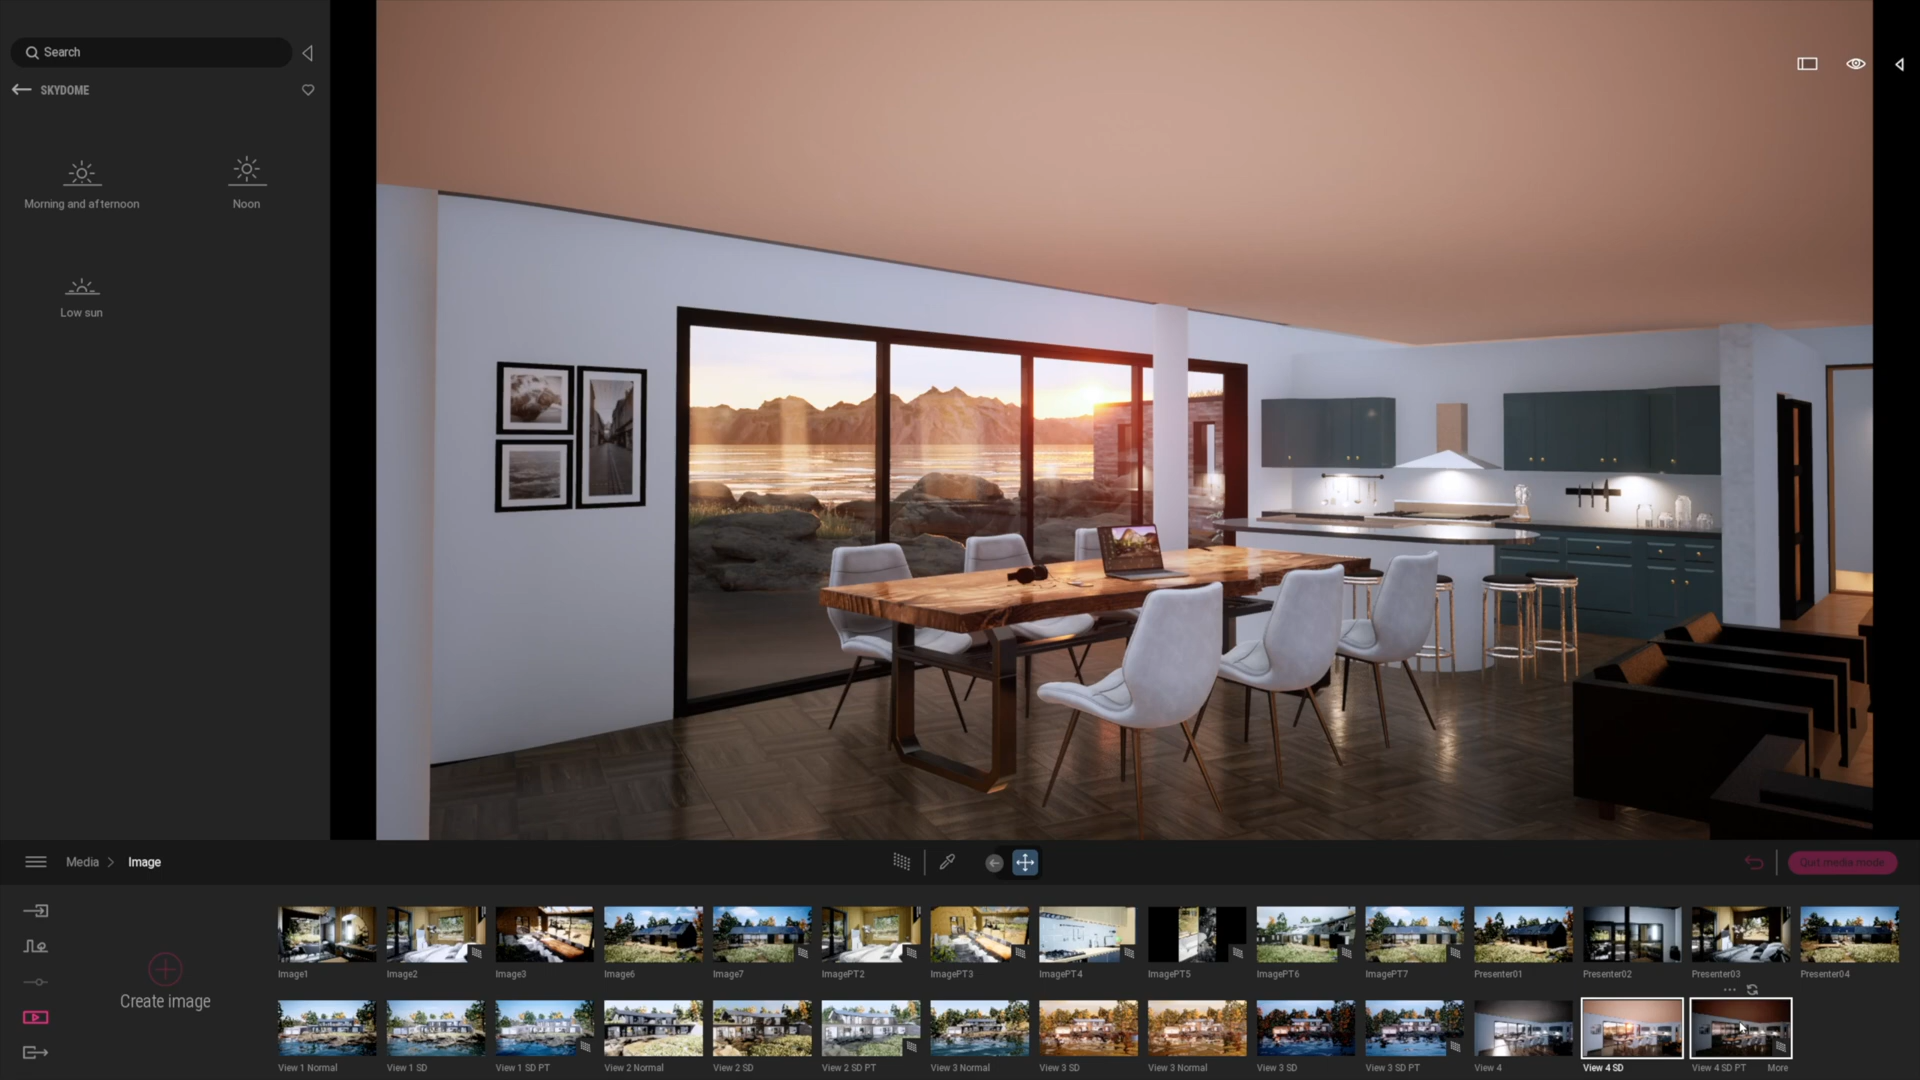 Search
SKYDOME
Morning and afternoon
Noon
Low sun
Media
Image
Quit media mode
Create image
Image1
Image2
Image3
Image6
Image7
ImagePT2
ImagePT3
ImagePT4
ImagePT5
ImagePT6
ImagePT7
Presenter01
Presenter02
Presenter03
Presenter04
View 1 Normal
View 1 SD
View 1 SD PT
View 2 Normal
View 2 SD
View 2 SD PT
View 3 Normal
View 3 SD
View 3 Normal
View 3 SD
View 3 SD PT
View 4
View 4 SD
View 4 SD PT
More